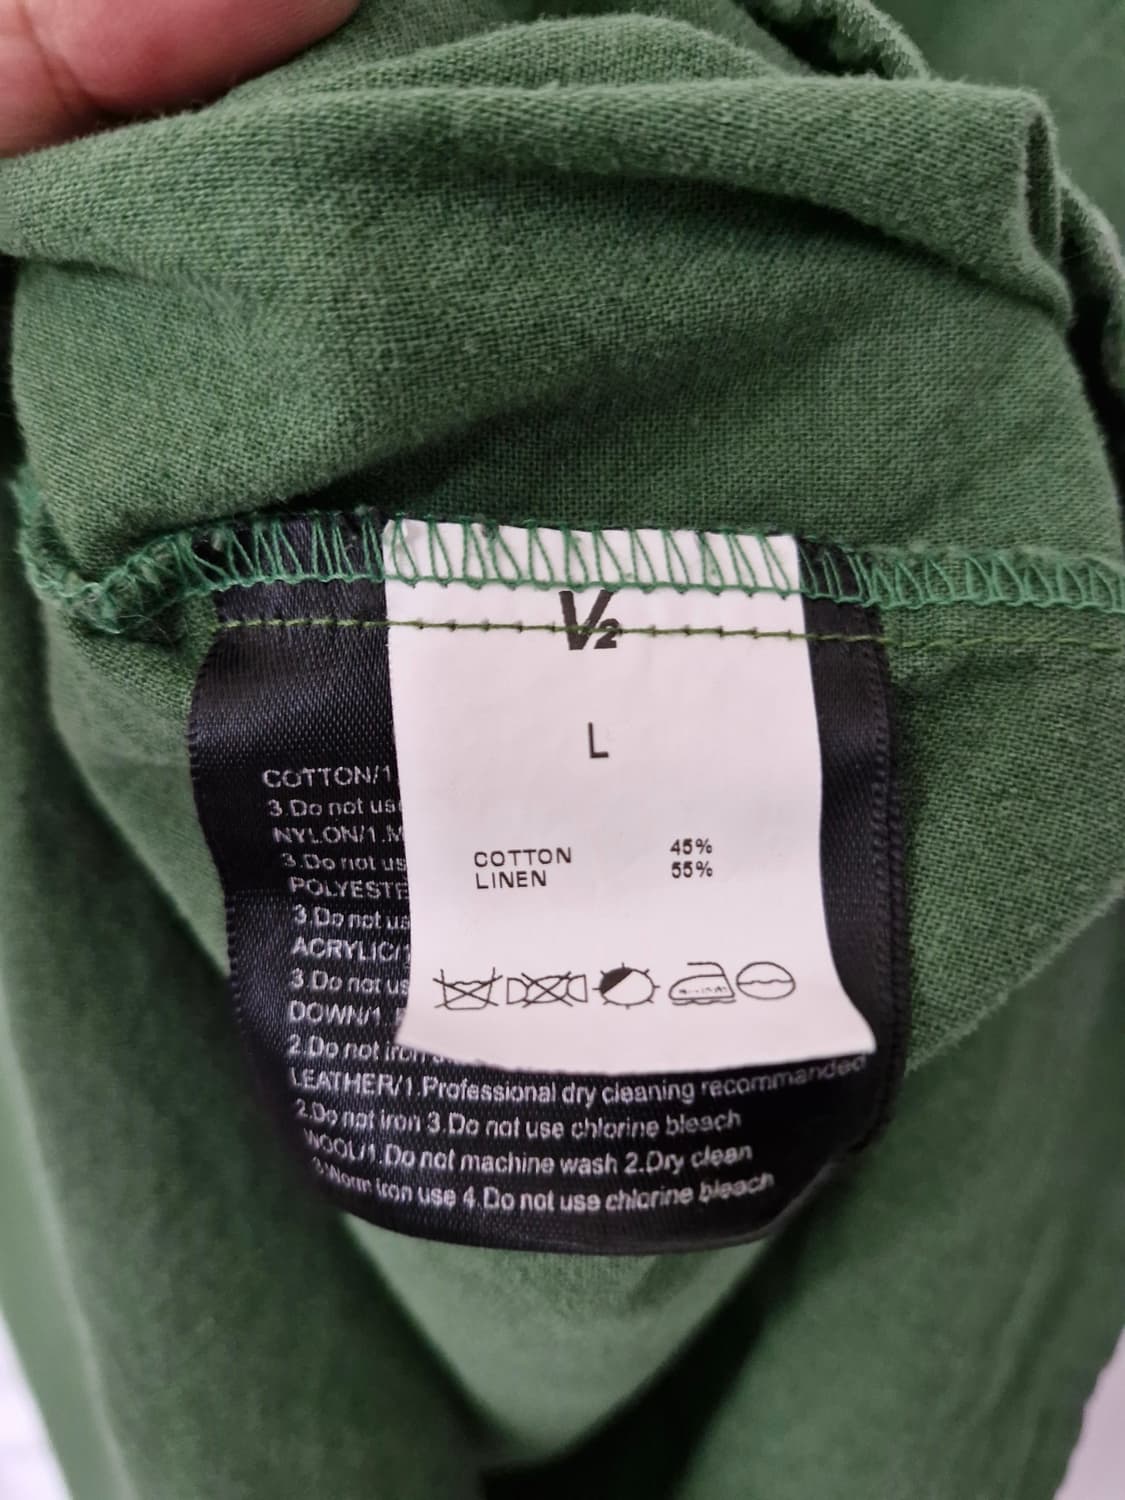 V2
L
COTTON 45%
LINEN 55%
COTTON/1
3.Do not us
NYLON/1.M
3.Do not us
POLYESTE
3.Do not us
ACRYLIC/1
3.Do not us
DOWN/1
2.Do not iron
LEATHER/1.Professional dry cleaning recommanded
2.Do not iron 3.Do not use chlorine bleach
WOOL/1.Do not machine wash 2.Dry clean
iron use 4.Do not use chlorine bleach